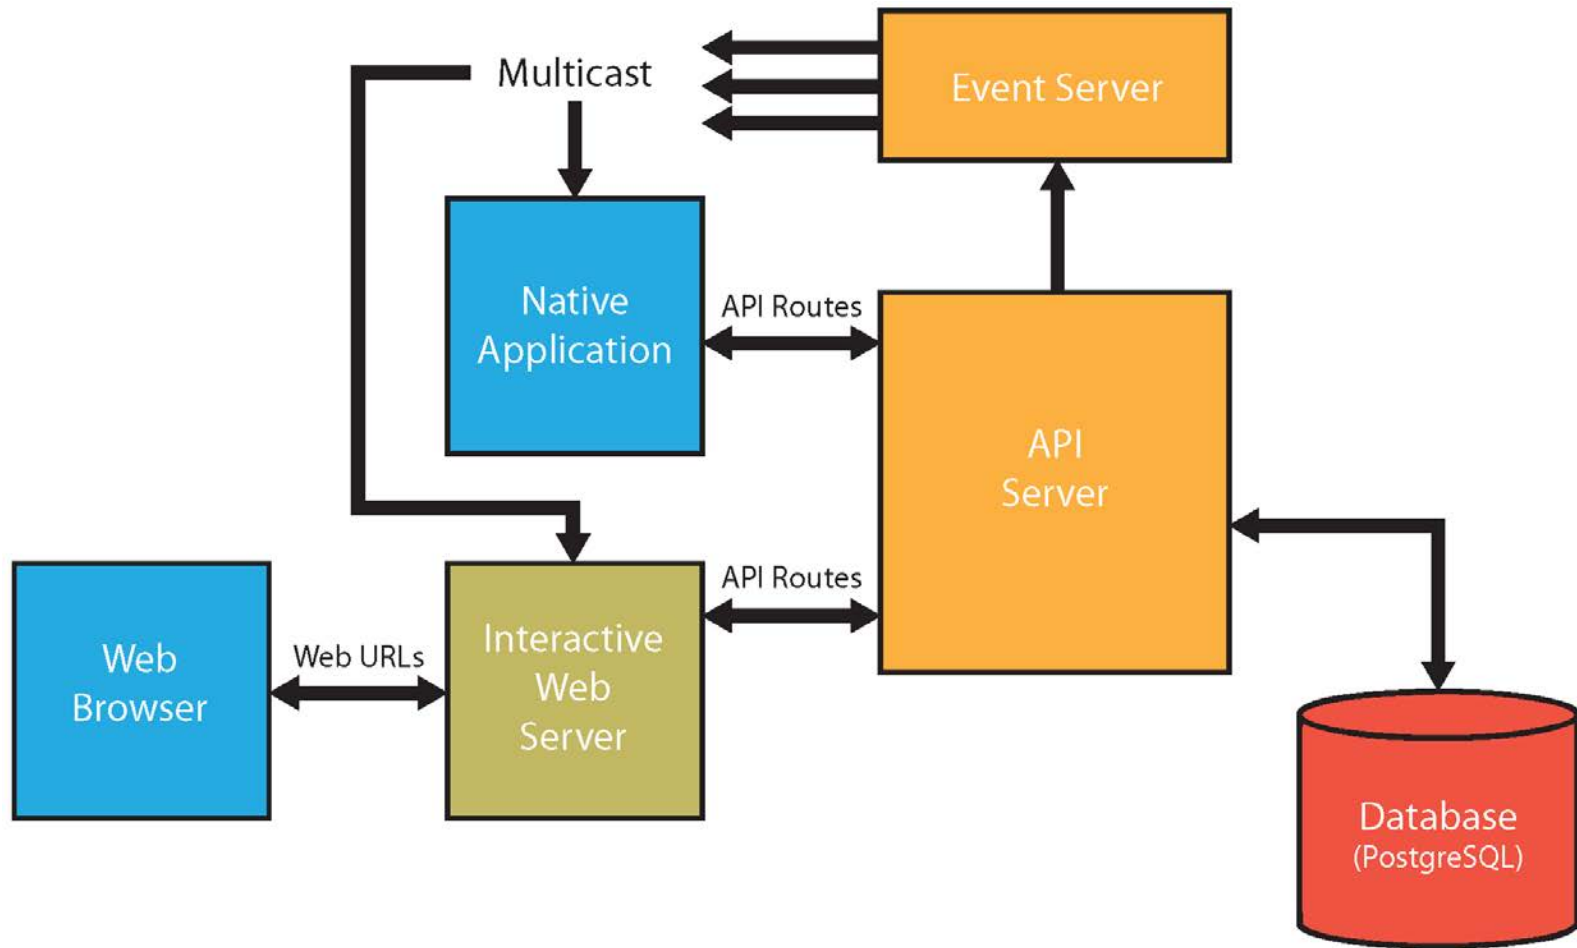 Multicast
Event Server
Native
Application
API Routes
API
Server
API Routes
Web
Browser
Web URLs
Interactive
Web
Server
Database
(PostgreSQL)